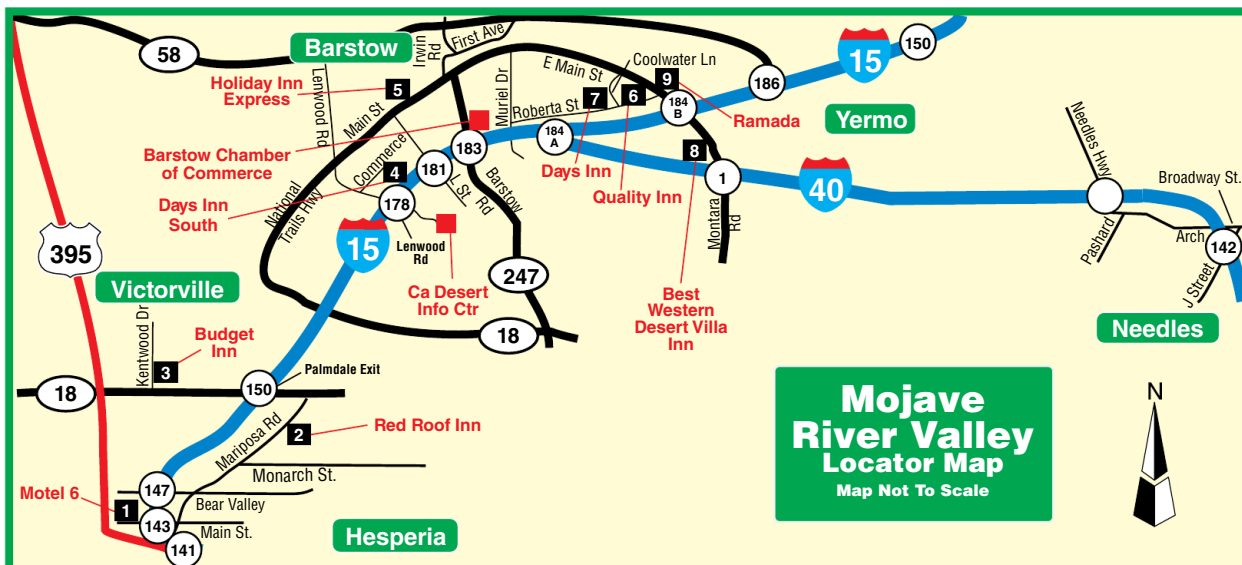 58
Barstow
Irwin
Rd
First Ave
Coolwater Ln
E Main St
15
150
186
Holiday Inn
Express
Lenwood Rd
5
Main St
Muriel Dr
Roberta St
7
6
9
184
B
Ramada
Yermo
Needles Hwy
Barstow Chamber
of Commerce
Commerce
183
184
A
4
181
L St.
Barstow
Rd
Days Inn
Quality Inn
8
1
40
Broadway St.
Days Inn
South
National
Trails Hwy
178
Lenwood
Rd
15
Montara
Rd
Pashard
Arch
142
J Street
395
247
Ca Desert
Info Ctr
Best
Western
Desert Villa
Inn
Victorville
Needles
18
Kentwood Dr
Budget
Inn
3
Palmdale Exit
18
150
Mojave
River Valley
Locator Map
Map Not To Scale
N
Mariposa Rd
2
Red Roof Inn
Monarch St.
Motel 6
147
1
Bear Valley
143
Main St.
141
Hesperia